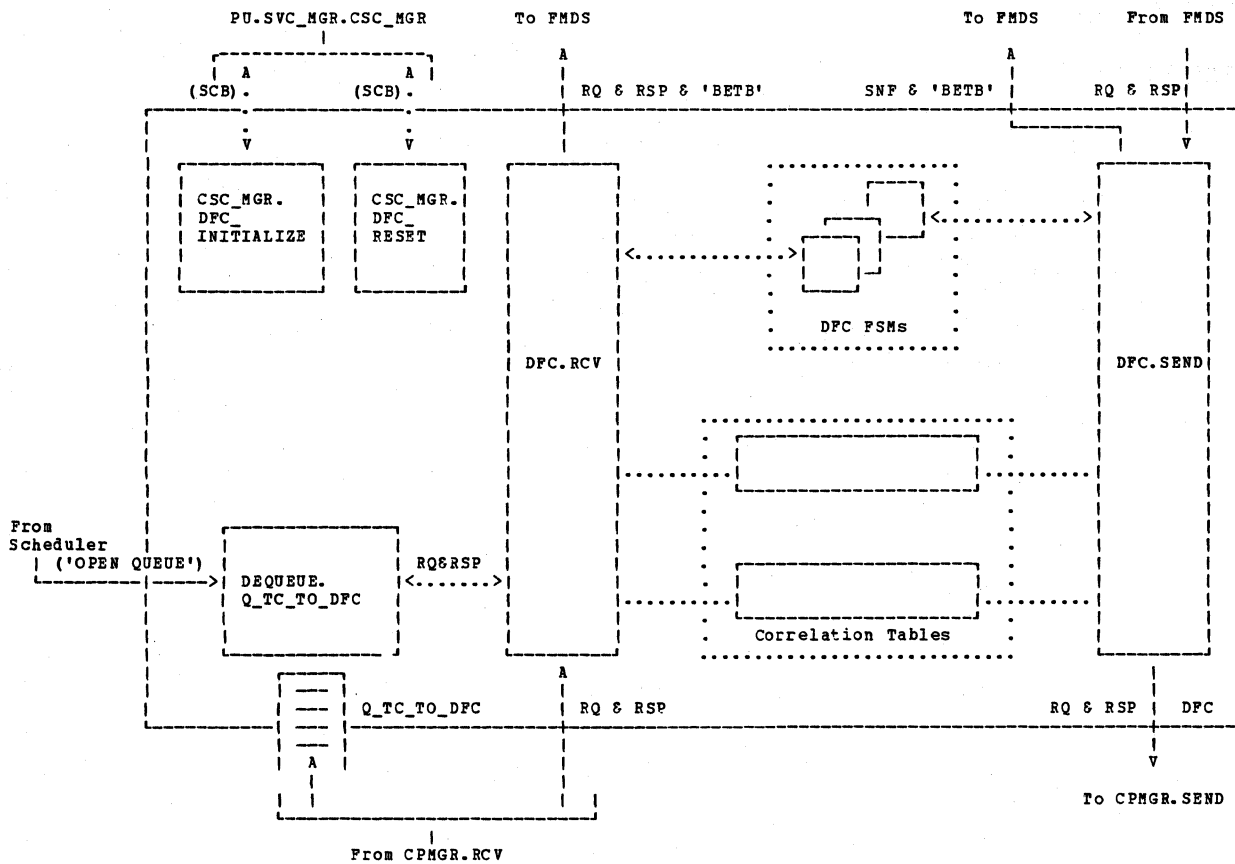 PU.SVC_MGR.CSC_MGR To FMDS To FMDS From FMDS
(SCB) (SCB) RQ & RSP & 'BETB' SNF & 'BETB' RQ & RSP
CSC_MGR.
DFC_
INITIALIZE
CSC_MGR.
DFC_
RESET
DFC FSMs
DFC.RCV DFC.SEND
From
Scheduler
('OPEN QUEUE')
DEQUEUE.
Q_TC_TO_DFC
RQ&RSP
Correlation Tables
Q_TC_TO_DFC RQ & RSP RQ & RSP DFC
To CPMGR.SEND
From CPMGR.RCV